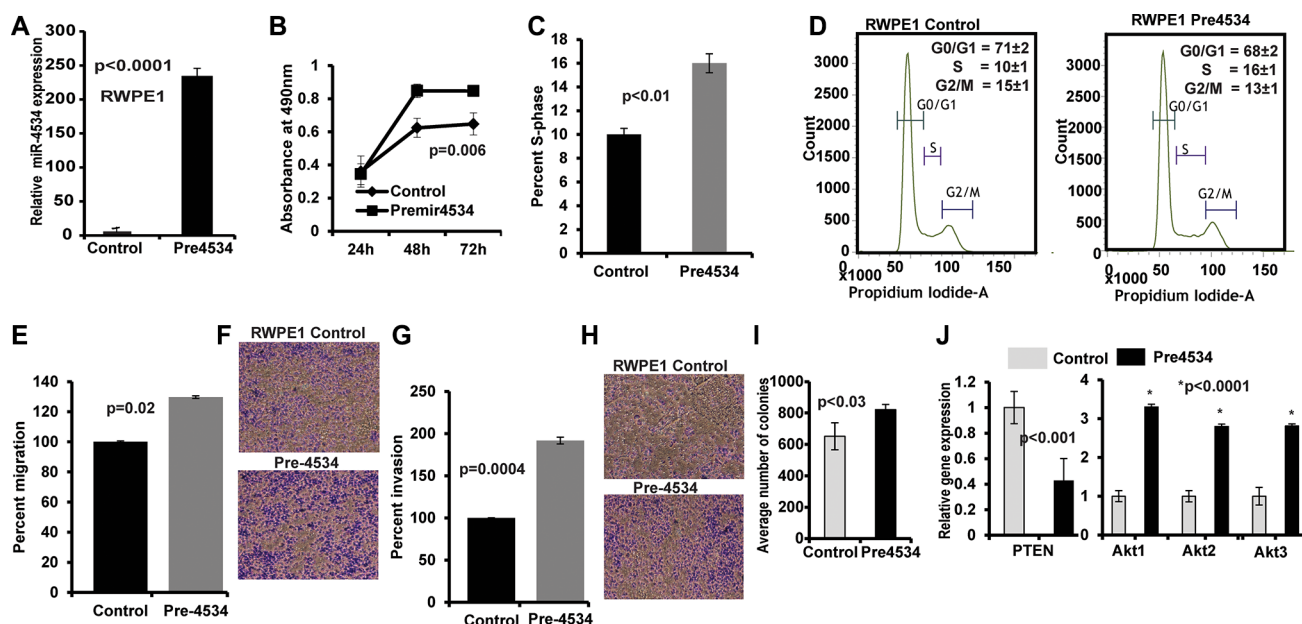 A
300
250
200
150
100
50
0
Relative miR-4534 expression
p<0.0001
RWPE1
Control
Pre4534
B
1
0.8
0.6
0.4
0.2
0
Absorbance at 490nm
p=0.006
Control
Premir4534
24h
48h
72h
C
18
16
14
12
10
8
6
4
2
0
Percent S-phase
p<0.01
Control
Pre4534
D
RWPE1 Control
G0/G1 = 71±2
S = 10±1
G2/M = 15±1
3000
2500
2000
1500
1000
500
0
Count
G0/G1
S
G2/M
0
50
100
150
X1000
Propidium Iodide-A
RWPE1 Pre4534
G0/G1 = 68±2
S = 16±1
G2/M = 13±1
3000
2500
2000
1500
1000
500
0
Count
G0/G1
S
G2/M
0
50
100
150
X1000
Propidium Iodide-A
E
140
120
100
80
60
40
20
0
Percent migration
p=0.02
Control
Pre-4534
F
RWPE1 Control
Pre-4534
G
250
200
150
100
50
0
Percent invasion
p=0.0004
Control
Pre-4534
H
RWPE1 Control
Pre-4534
I
1000
800
600
400
200
0
Average number of colonies
p<0.03
Control
Pre4534
J
Control
Pre4534
1.2
1
0.8
0.6
0.4
0.2
0
Relative gene expression
p<0.001
PTEN
4
3
2
1
0
*p<0.0001
*
*
*
Akt1
Akt2
Akt3